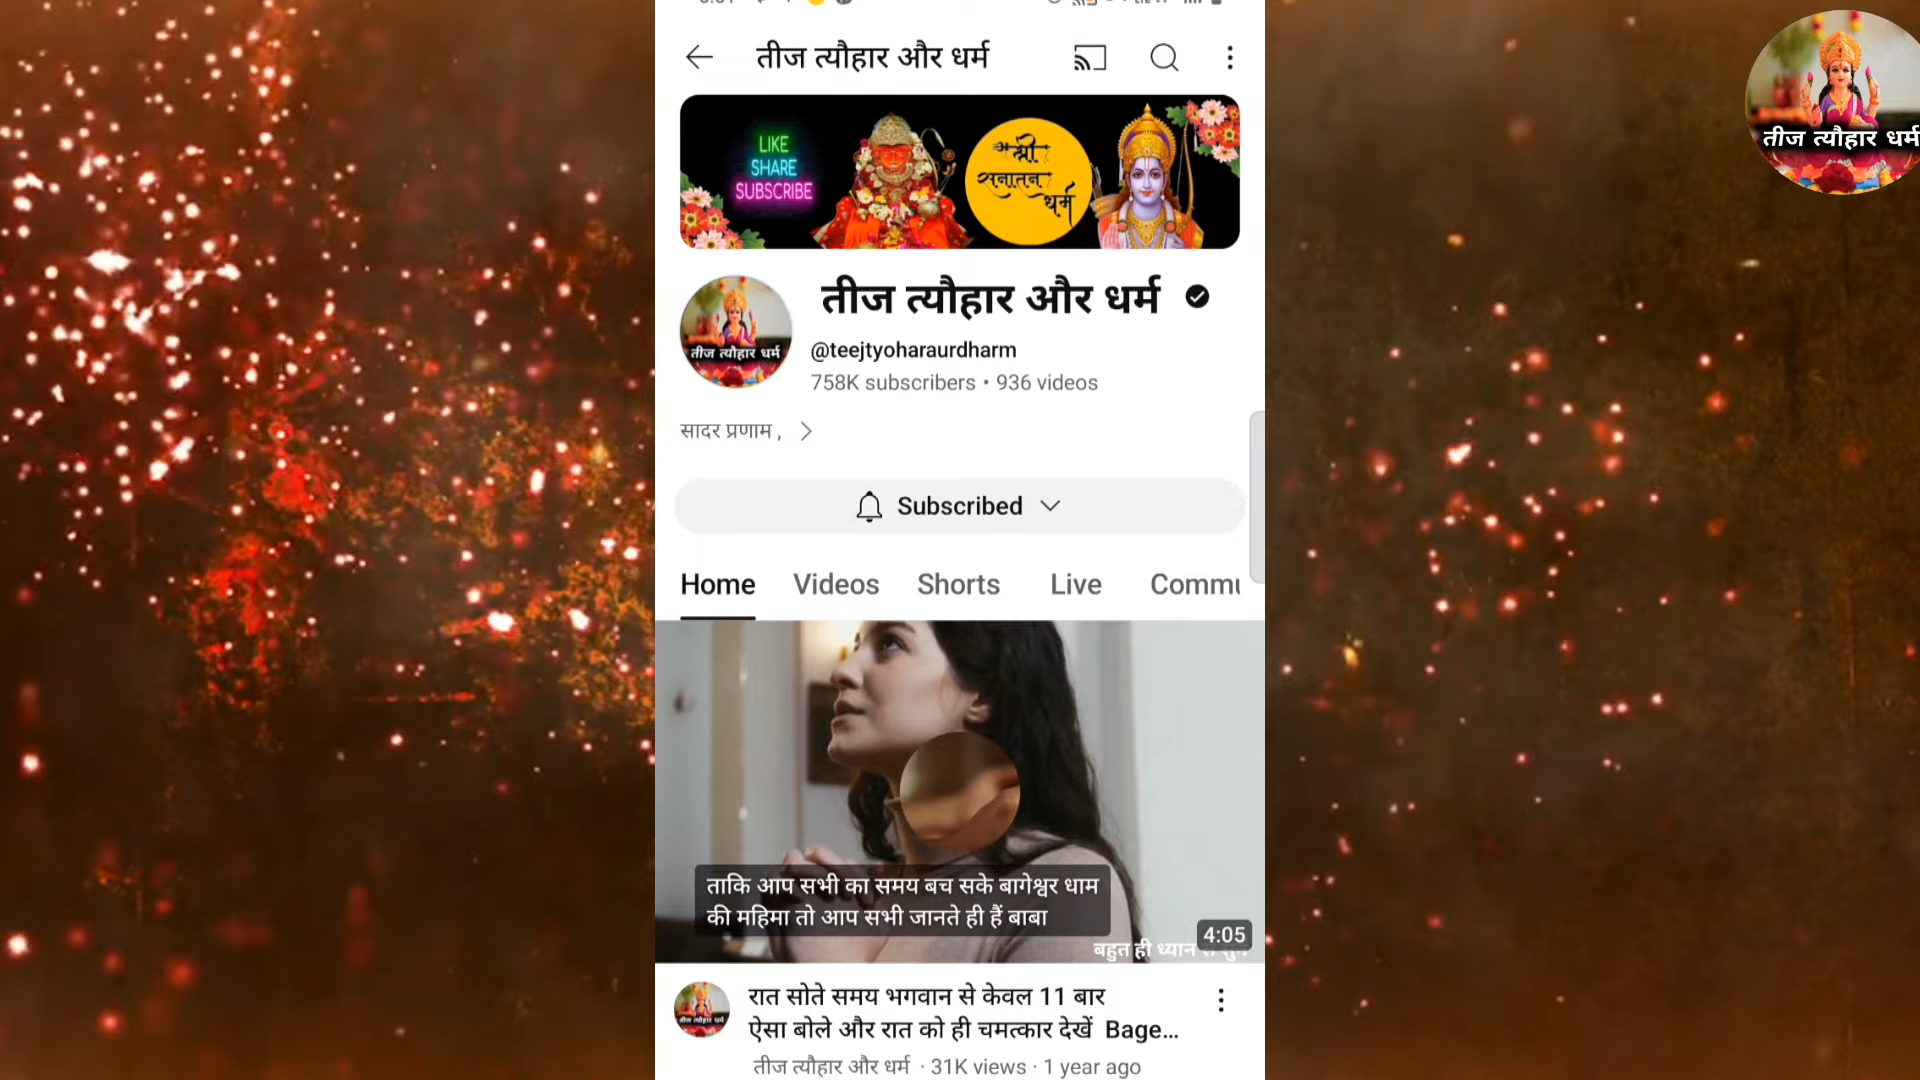 तीज त्यौहार और धर्म
LIKE
SHARE
SUBSCRIBE
श्री
सनातन
धर्म
तीज त्यौहार धर्म
तीज त्यौहार और धर्म
तीज त्यौहार धर्म
@teejtyoharaurdharm
758K subscribers • 936 videos
सादर प्रणाम ,
Subscribed
Home Videos Shorts Live Commu
ताकि आप सभी का समय बच सके बागेश्वर धाम
की महिमा तो आप सभी जानते ही हैं बाबा
4:05
बहुत ही ध्यान
रात सोते समय भगवान से केवल 11 बार
ऐसा बोले और रात को ही चमत्कार देखें Bage...
तीज त्यौहार और धर्म · 31K views · 1 year ago